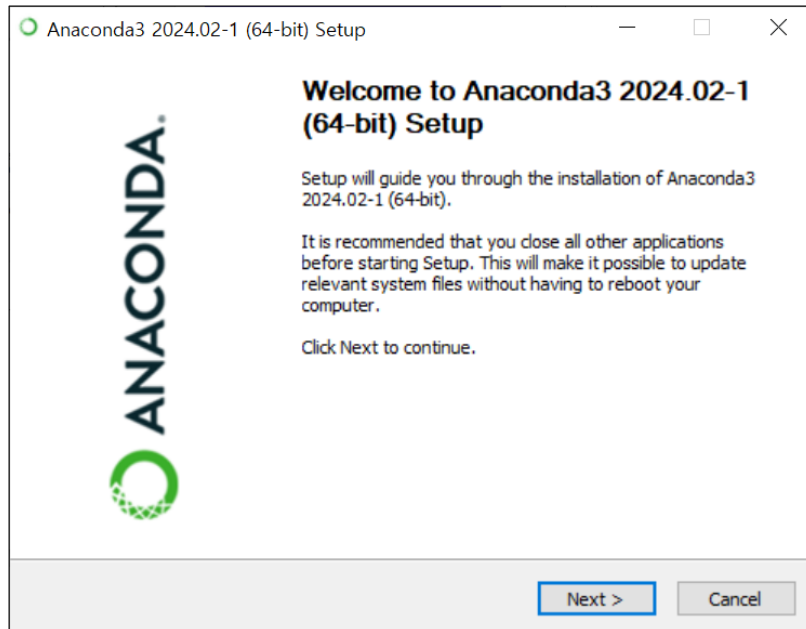 Anaconda3 2024.02-1 (64-bit) Setup
Welcome to Anaconda3 2024.02-1
(64-bit) Setup
Setup will guide you through the installation of Anaconda3
2024.02-1 (64-bit).
It is recommended that you close all other applications
before starting Setup. This will make it possible to update
relevant system files without having to reboot your
computer.
Click Next to continue.
ANACONDA.
Next >
Cancel